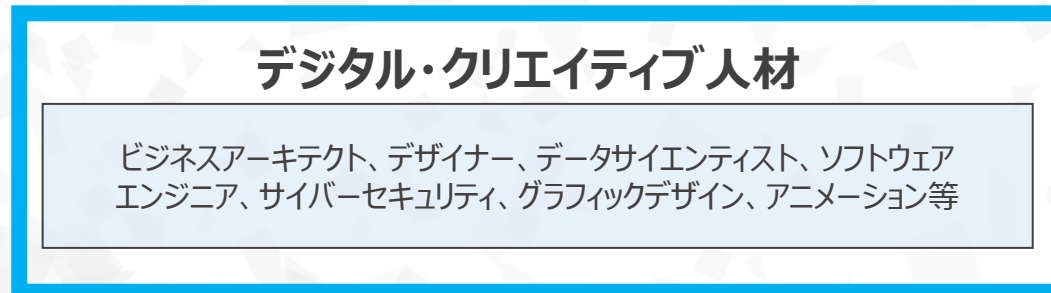 デジタル・クリエイティブ人材
ビジネスアーキテクト、デザイナー、データサイエンティスト、ソフトウェア
エンジニア、サイバーセキュリティ、グラフィックデザイン、アニメーション等